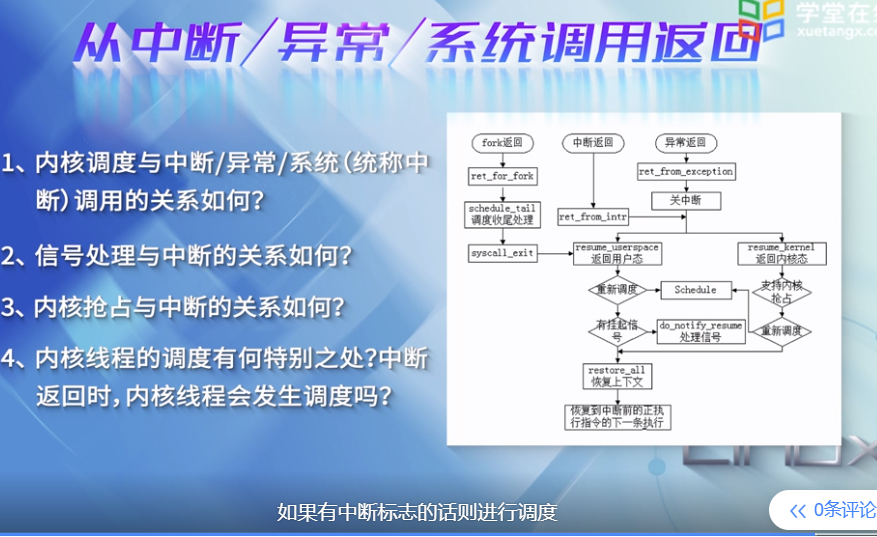 从中断/异常/系统调用返回
学堂在
xuetangx.co
1、内核调度与中断/异常/系统(统称中
断)调用的关系如何?
2、信号处理与中断的关系如何?
3、内核抢占与中断的关系如何?
4、内核线程的调度有何特别之处?中断
返回时,内核线程会发生调度吗?
fork返回
中断返回
异常返回
ret_for_fork
ret_from_exception
schedule_tail
调度收尾处理
关中断
ret_from_intr
syscall_exit
resume_userspace
返回用户态
resume_kernel
返回内核态
重新调度
Schedule
支持内核
抢占
有挂起信
号
do_notify_resume
处理信号
重新调度
restore_all
恢复上下文
恢复到中断前的正执
行指令的下一条执行
如果有中断标志的话则进行调度
0条评论